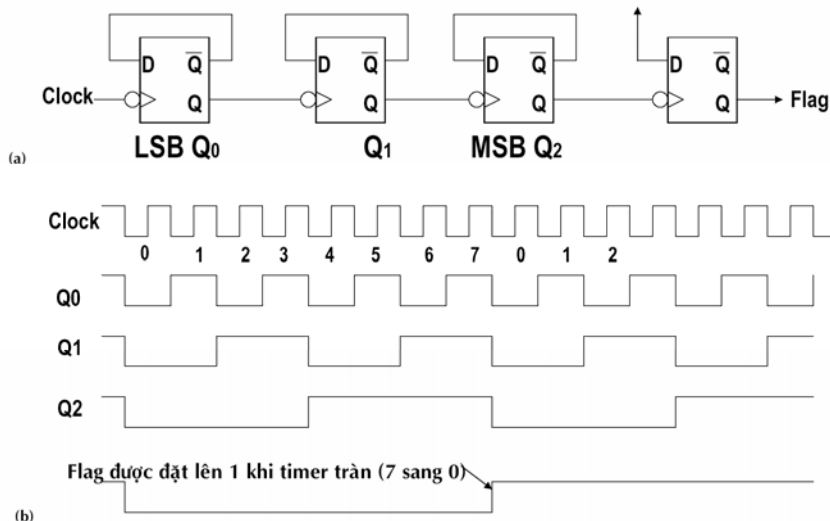 D Q D Q D Q D Q
Clock Q Q Q Q Flag
LSB Q0 Q1 MSB Q2
(a)
Clock
0 1 2 3 4 5 6 7 0 1 2
Q0
Q1
Q2
Flag được đặt lên 1 khi timer tràn (7 sang 0)
(b)